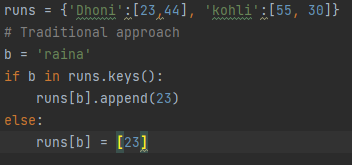 runs = {'Dhoni':[23,44], 'kohli':[55, 30]}
# Traditional approach
b = 'raina'
if b in runs.keys():
    runs[b].append(23)
else:
    runs[b] = [23]